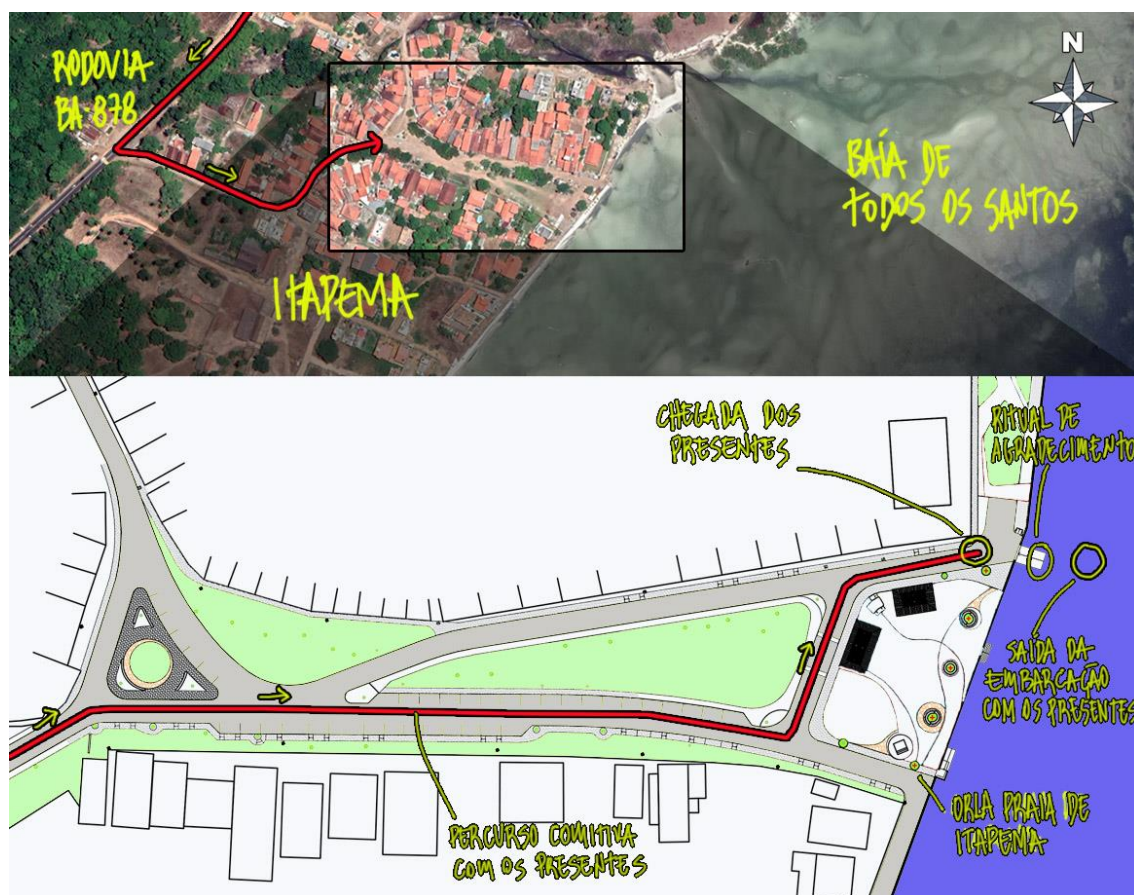 RODOVIA
BA-878
N
BAÍA DE
TODOS OS SANTOS
ITAPEMA
CHEGADA DOS
PRESENTES
RITUAL DE
AGRADECIMENTO
SAÍDA DA
EMBARCAÇÃO
COM OS PRESENTES
PERCURSO COMITIVA
COM OS PRESENTES
ORLA PRAIA DE
ITAPEMA